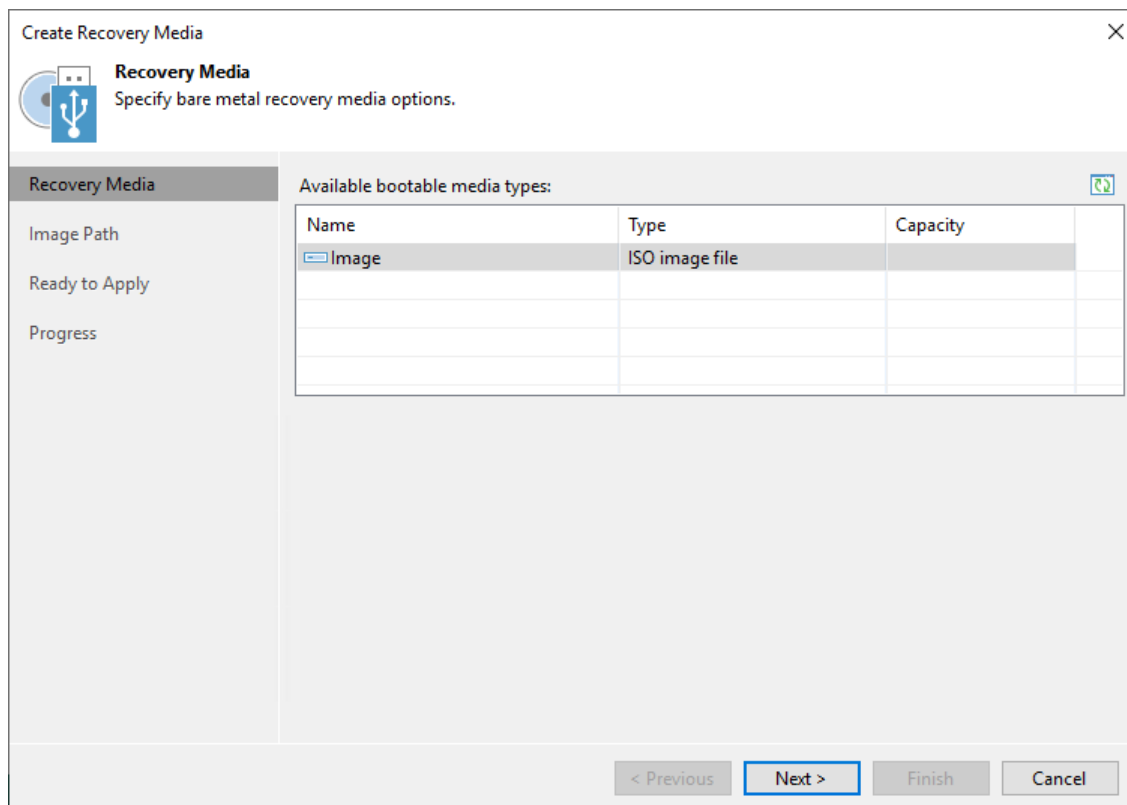 Create Recovery Media
Recovery Media
Specify bare metal recovery media options.
Recovery Media
Image Path
Ready to Apply
Progress
Available bootable media types:
Name Type Capacity
Image ISO image file
< Previous Next > Finish Cancel